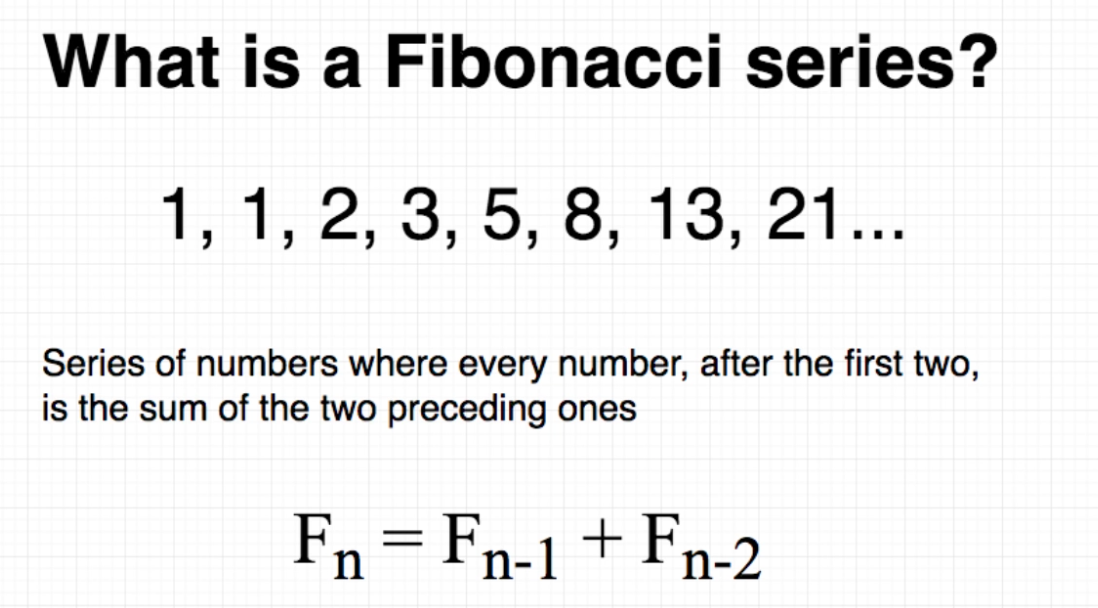 What is a Fibonacci series?
1, 1, 2, 3, 5, 8, 13, 21...
Series of numbers where every number, after the first two,
is the sum of the two preceding ones
Fn = Fn-1 + Fn-2